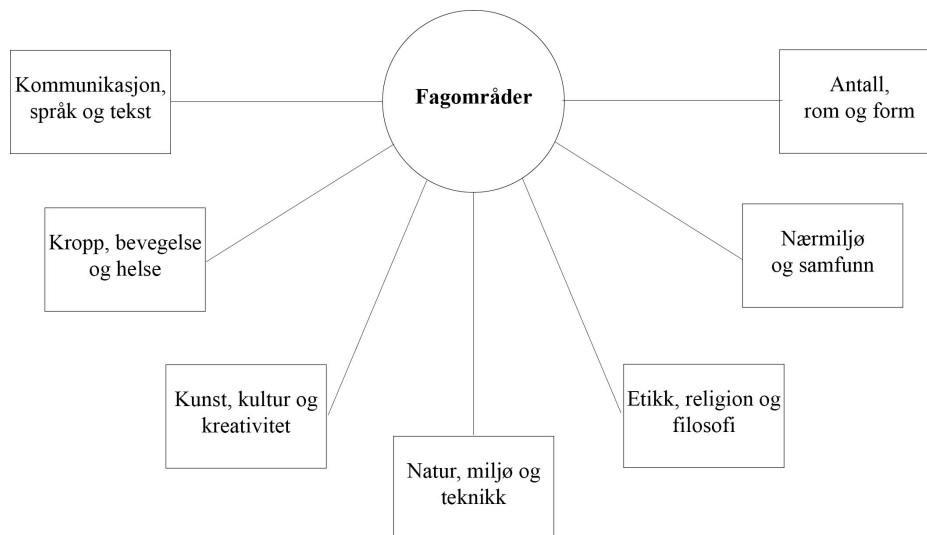 Fagområder
Kommunikasjon,
språk og tekst
Kropp, bevegelse
og helse
Kunst, kultur og
kreativitet
Natur, miljø og
teknikk
Etikk, religion og
filosofi
Nærmiljø
og samfunn
Antall,
rom og form